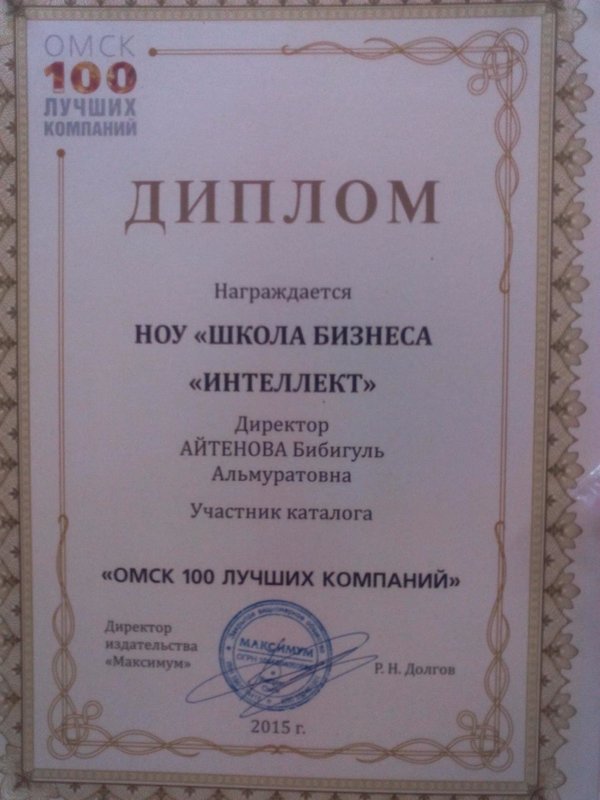 ОМСК
100
ЛУЧШИХ
КОМПАНИЙ
ДИПЛОМ
Награждается
НОУ «ШКОЛА БИЗНЕСА
«ИНТЕЛЛЕКТ»
Директор
АЙТЕНОВА Бибигуль
Альмуратовна
Участник каталога
«ОМСК 100 ЛУЧШИХ КОМПАНИЙ»
Директор
издательства
«Максимум»
МАКСИМУМ
Р. Н. Долгов
2015 г.